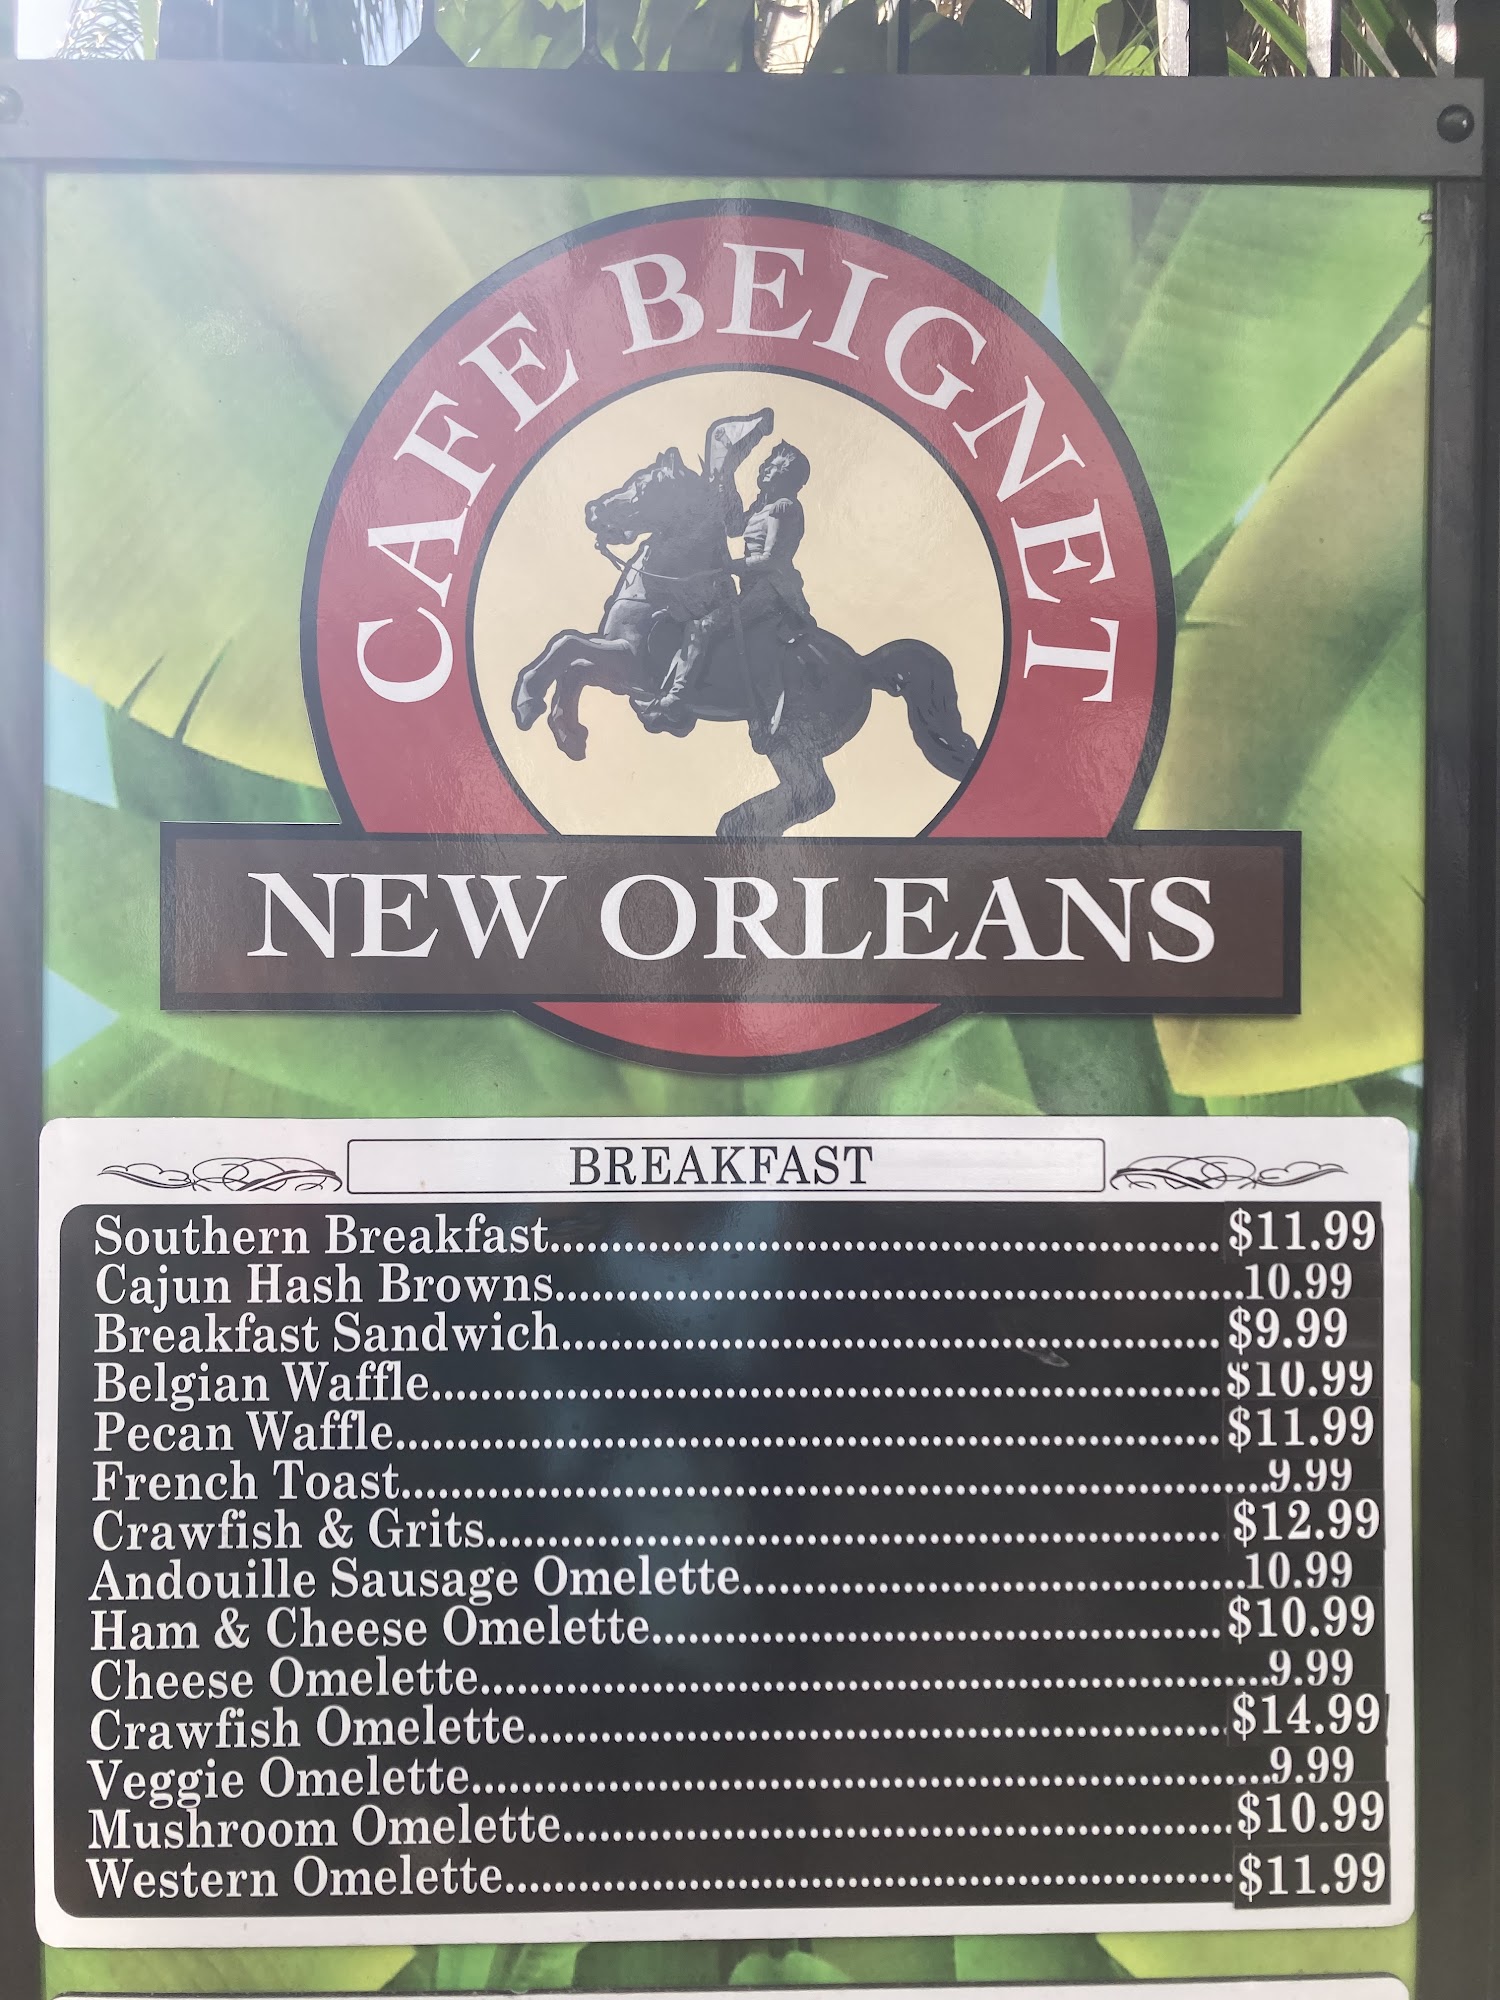 CAFE BEIGNET
NEW ORLEANS
BREAKFAST
Southern Breakfast.......................................................$11.99
Cajun Hash Browns.........................................................10.99
Breakfast Sandwich......................................................$9.99
Belgian Waffle.................................................................$10.99
Pecan Waffle....................................................................$11.99
French Toast.......................................................................9.99
Crawfish & Grits............................................................$12.99
Andouille Sausage Omelette.........................................10.99
Ham & Cheese Omelette...............................................$10.99
Cheese Omelette................................................................9.99
Crawfish Omelette.........................................................$14.99
Veggie Omelette.................................................................9.99
Mushroom Omelette.......................................................$10.99
Western Omelette............................................................$11.99